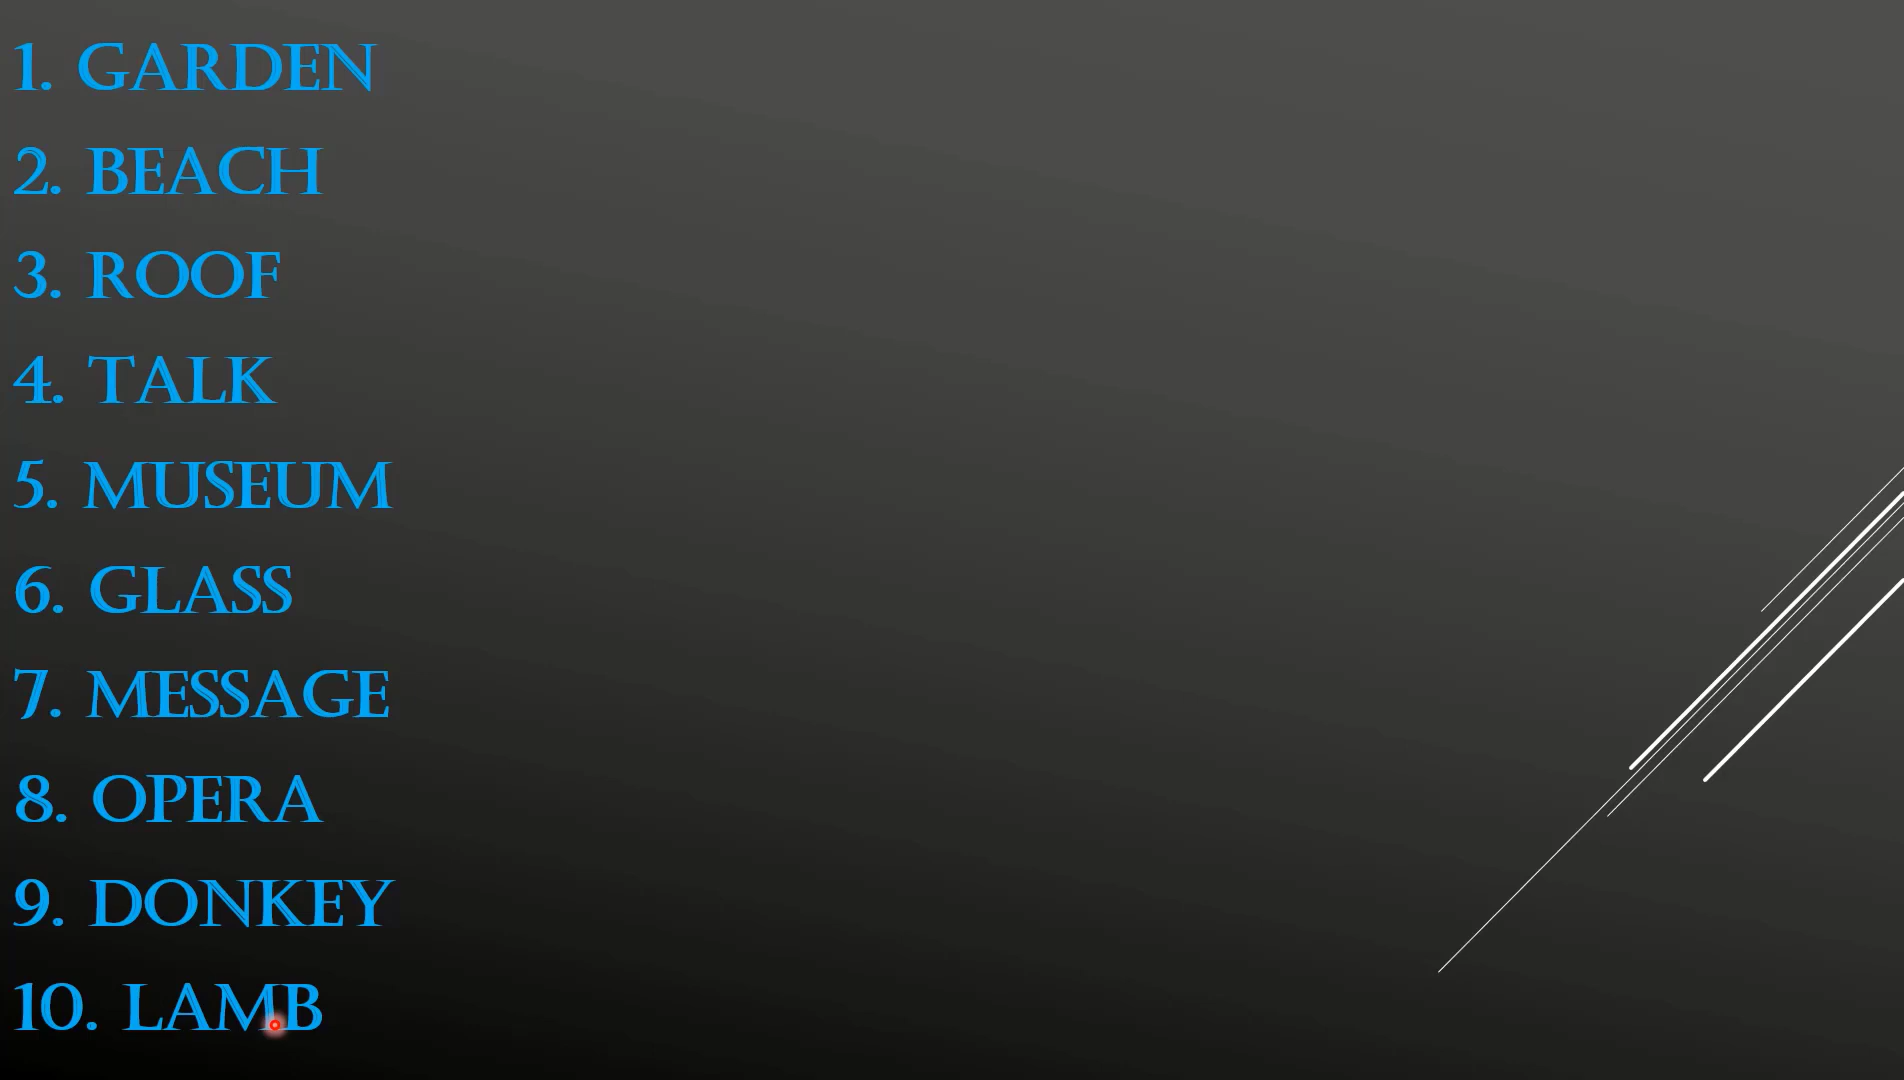 1. GARDEN
2. BEACH
3. ROOF
4. TALK
5. MUSEUM
6. GLASS
7. MESSAGE
8. OPERA
9. DONKEY
10. LAMB